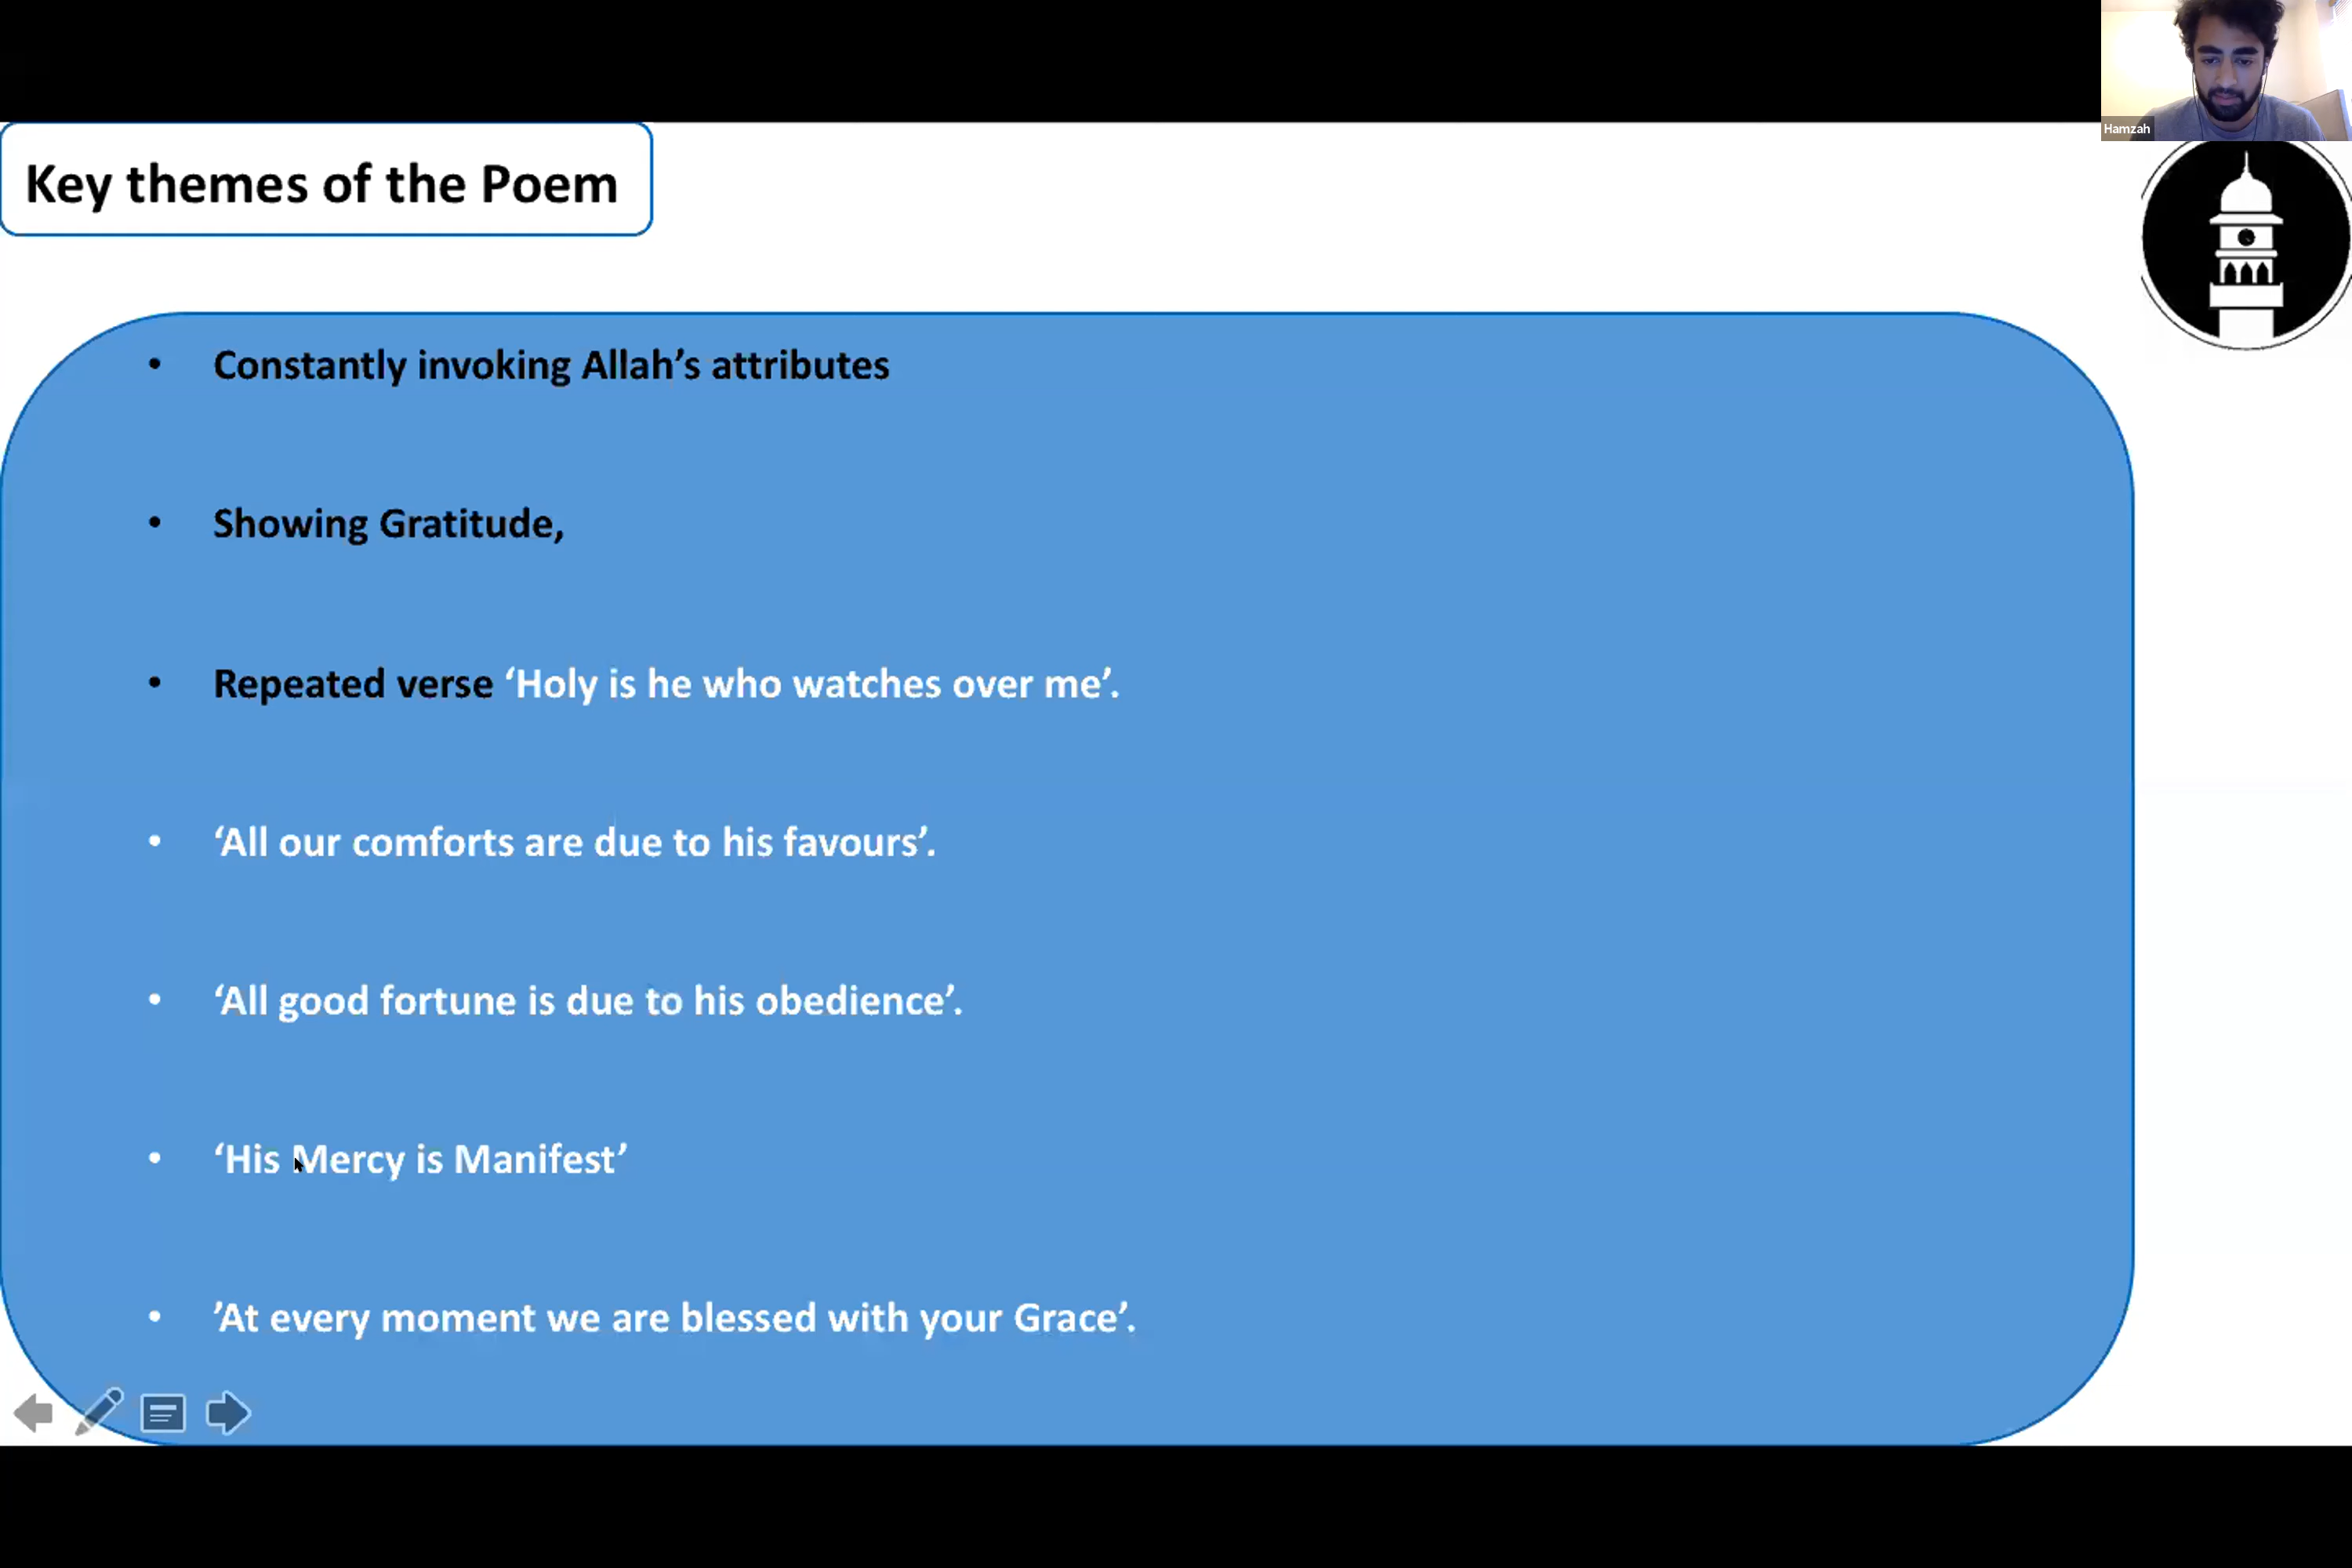 Hamzah
Key themes of the Poem
• Constantly invoking Allah’s attributes
• Showing Gratitude,
• Repeated verse ‘Holy is he who watches over me’.
• ‘All our comforts are due to his favours’.
• ‘All good fortune is due to his obedience’.
• ‘His Mercy is Manifest’
• ’At every moment we are blessed with your Grace’.